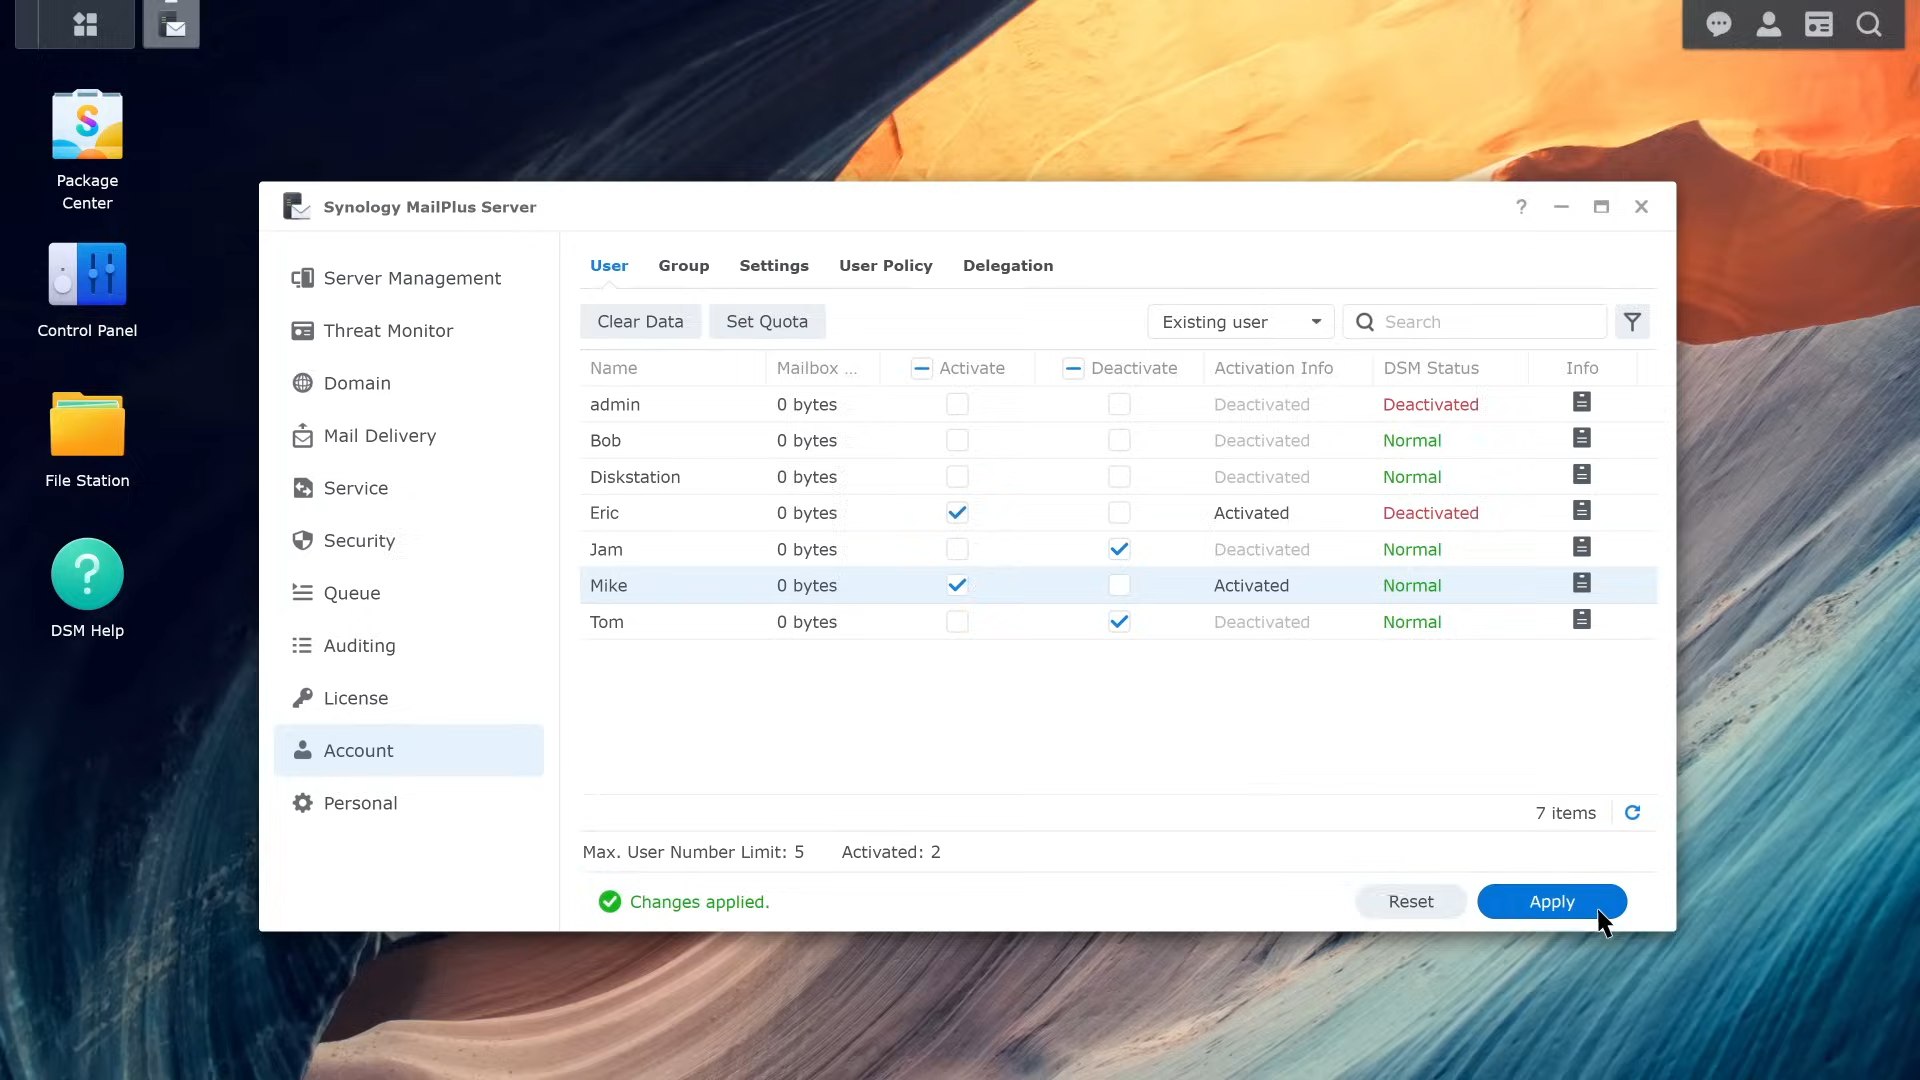 Package
Center
Control Panel
File Station
DSM Help
Synology MailPlus Server
Server Management
Threat Monitor
Domain
Mail Delivery
Service
Security
Queue
Auditing
License
Account
Personal
User Group Settings User Policy Delegation
Clear Data Set Quota Existing user Search
Name Mailbox ... Activate Deactivate Activation Info DSM Status Info
admin 0 bytes Deactivated Deactivated
Bob 0 bytes Deactivated Normal
Diskstation 0 bytes Deactivated Normal
Eric 0 bytes Activated Deactivated
Jam 0 bytes Deactivated Normal
Mike 0 bytes Activated Normal
Tom 0 bytes Deactivated Normal
7 items
Max. User Number Limit: 5 Activated: 2
Changes applied. Reset Apply